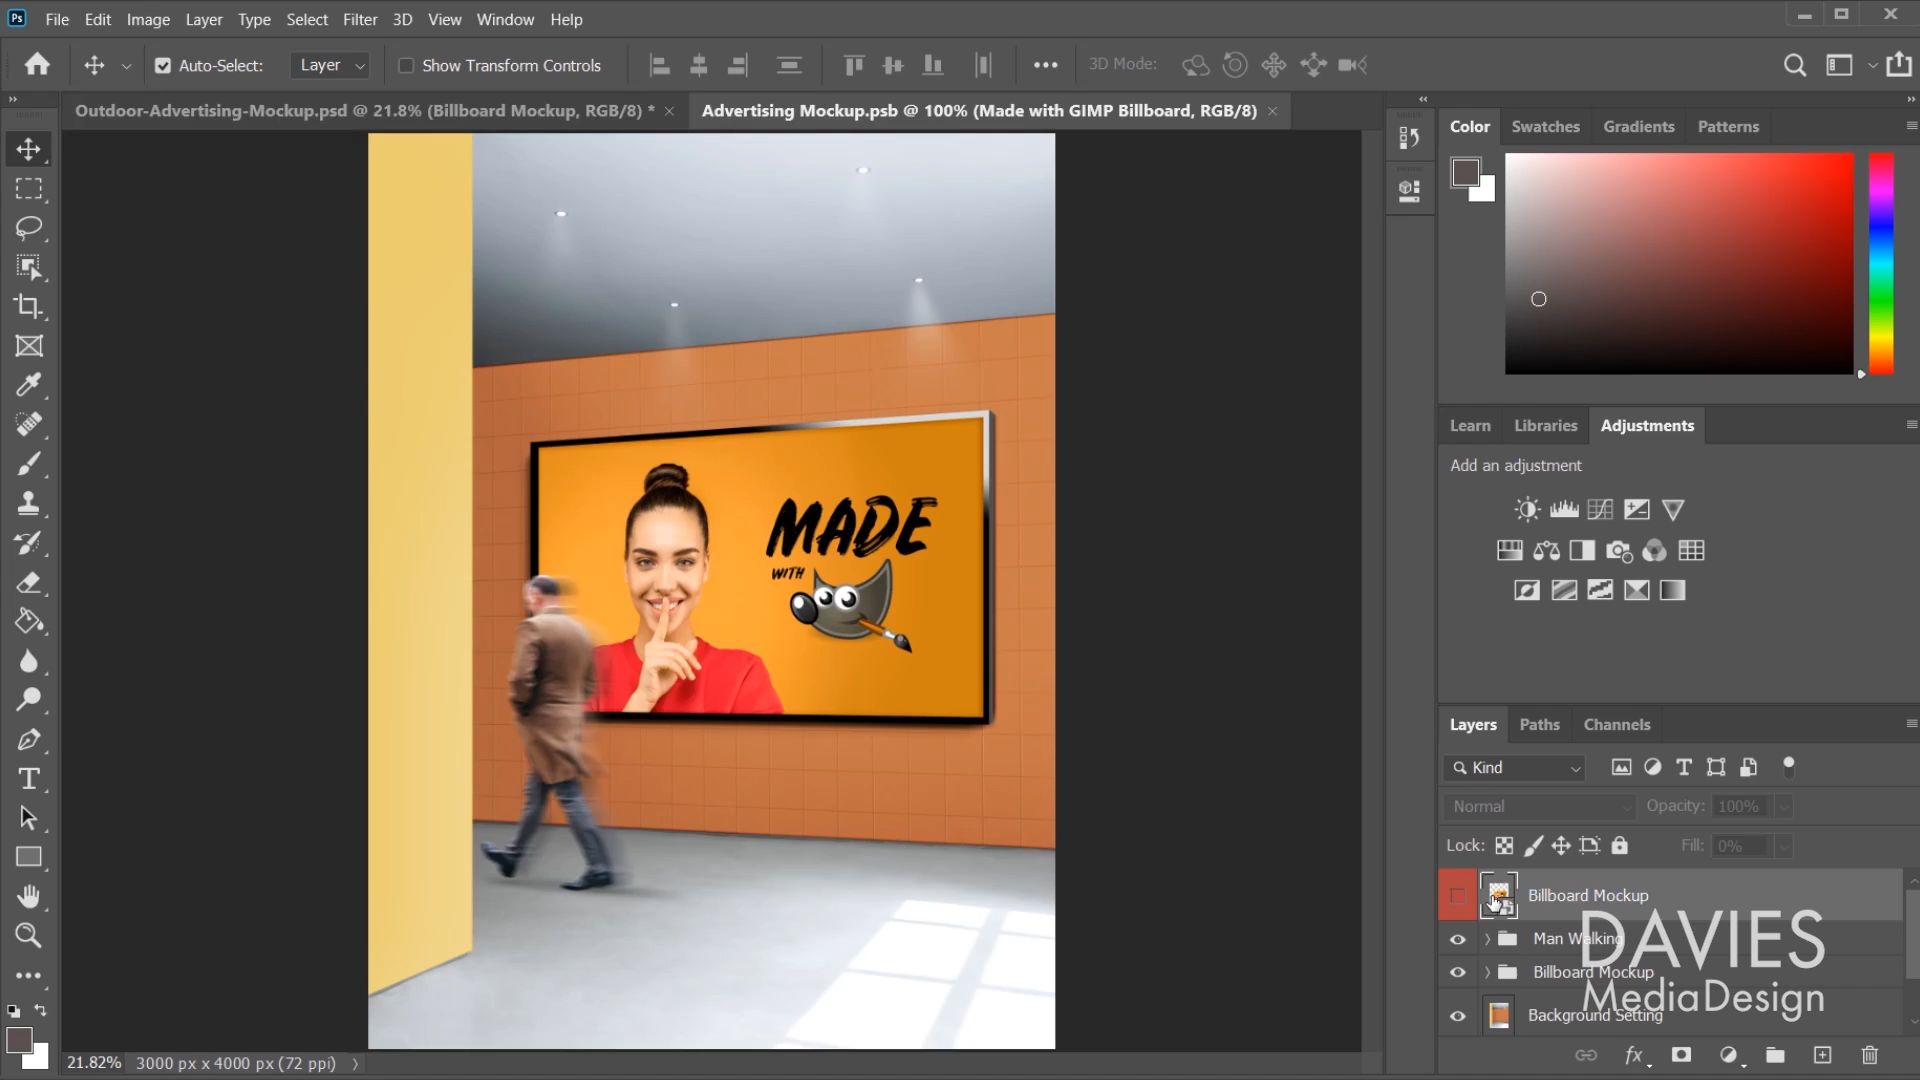 Ps File Edit Image Layer Type Select Filter 3D View Window Help
Auto-Select: Layer Show Transform Controls 3D Mode:
Outdoor-Advertising-Mockup.psd @ 21.8% (Billboard Mockup, RGB/8) * Advertising Mockup.psb @ 100% (Made with GIMP Billboard, RGB/8)
MADE
WITH
21.82% 3000 px x 4000 px (72 ppi)
Color Swatches Gradients Patterns
Learn Libraries Adjustments
Add an adjustment
Layers Paths Channels
Kind
Normal Opacity: 100%
Lock: Fill: 0%
Billboard Mockup
Man Walking
Billboard Mockup
Background Setting
DAVIES
MediaDesign